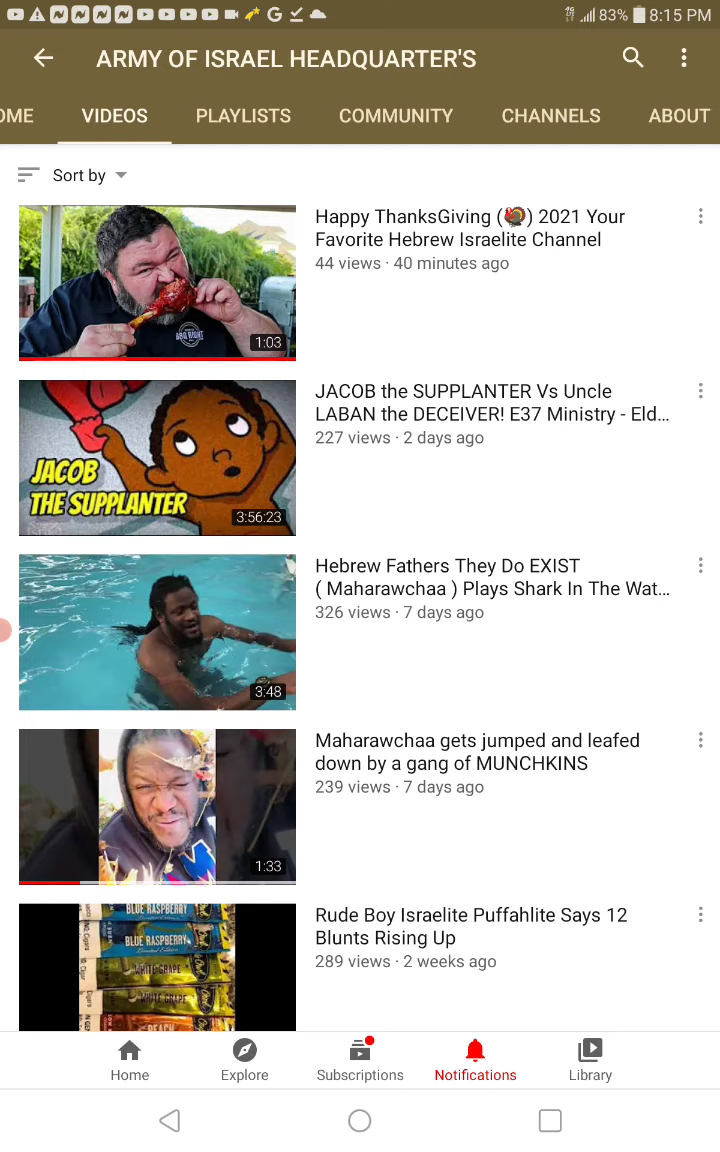 83% 8:15 PM
ARMY OF ISRAEL HEADQUARTER'S
OME VIDEOS PLAYLISTS COMMUNITY CHANNELS ABOUT
Sort by
Happy ThanksGiving (🦃) 2021 Your
Favorite Hebrew Israelite Channel
44 views · 40 minutes ago
BBQ RIGHT
1:03
JACOB the SUPPLANTER Vs Uncle
LABAN the DECEIVER! E37 Ministry - Eld...
227 views · 2 days ago
JACOB
THE SUPPLANTER
3:56:23
Hebrew Fathers They Do EXIST
( Maharawchaa ) Plays Shark In The Wat...
326 views · 7 days ago
3:48
Maharawchaa gets jumped and leafed
down by a gang of MUNCHKINS
239 views · 7 days ago
1:33
Rude Boy Israelite Puffahlite Says 12
Blunts Rising Up
289 views · 2 weeks ago
BLUE RASPBERRY
BLUE RASPBERRY
WHITE GRAPE
WHITE GRAPE
PEACH
Home Explore Subscriptions Notifications Library